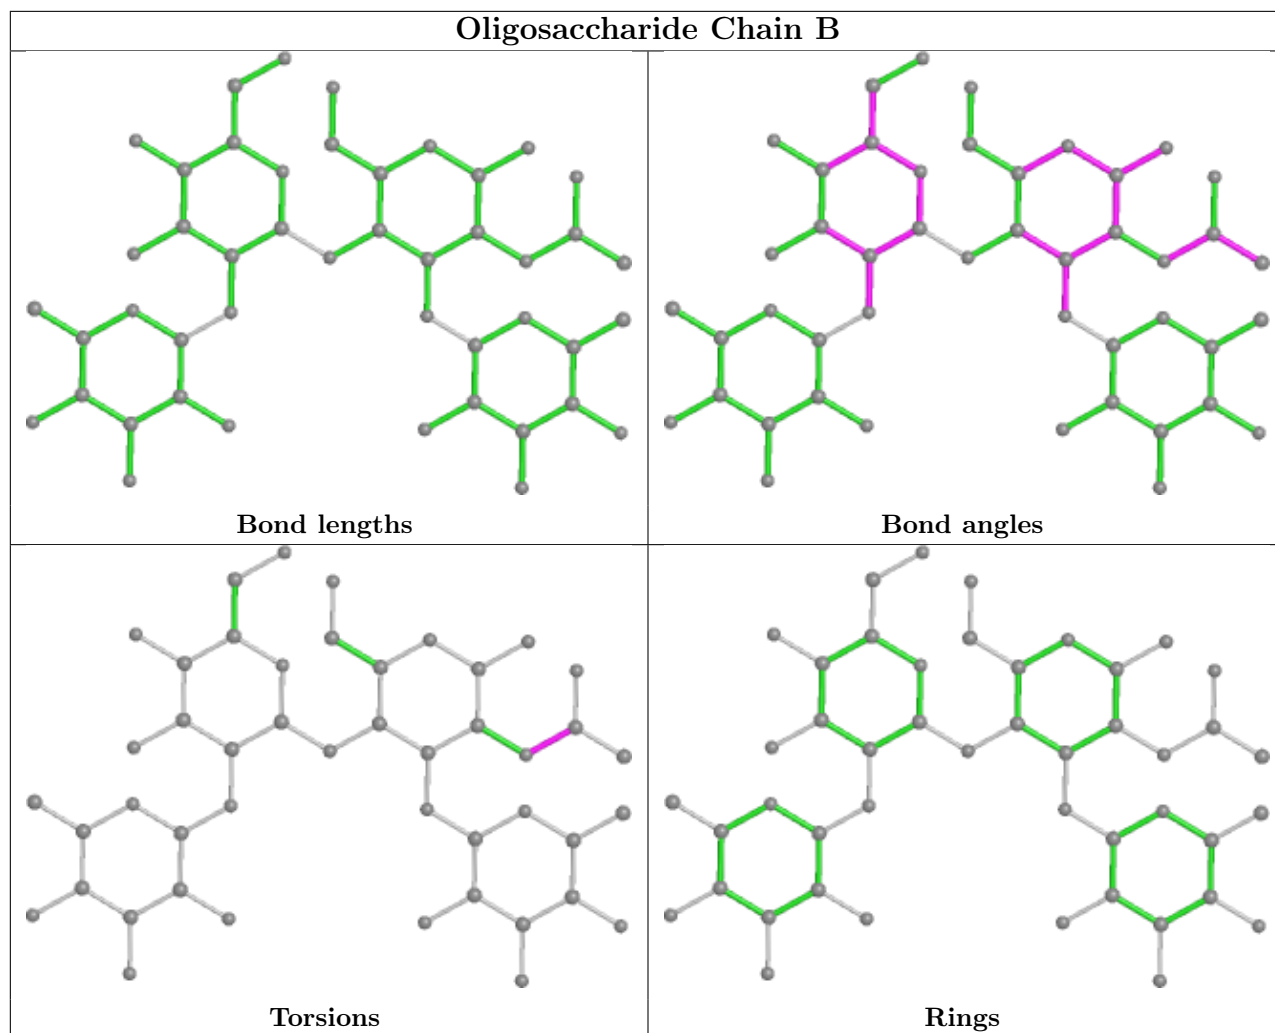 Oligosaccharide Chain B
Bond lengths
Bond angles
Torsions
Rings